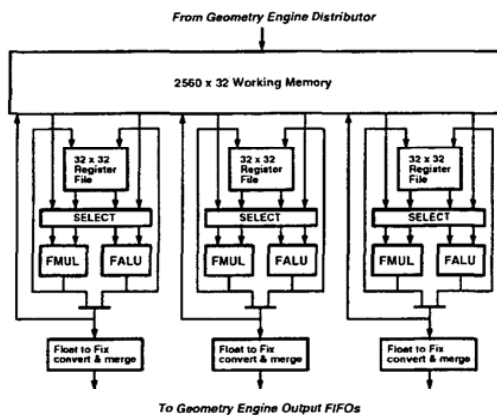 From Geometry Engine Distributor
2560 x 32 Working Memory
32 x 32
Register
File
SELECT
FMUL
FALU
Float to Fix
convert & merge
32 x 32
Register
File
SELECT
FMUL
FALU
Float to Fix
convert & merge
32 x 32
Register
File
SELECT
FMUL
FALU
Float to Fix
convert & merge
To Geometry Engine Output FIFOs